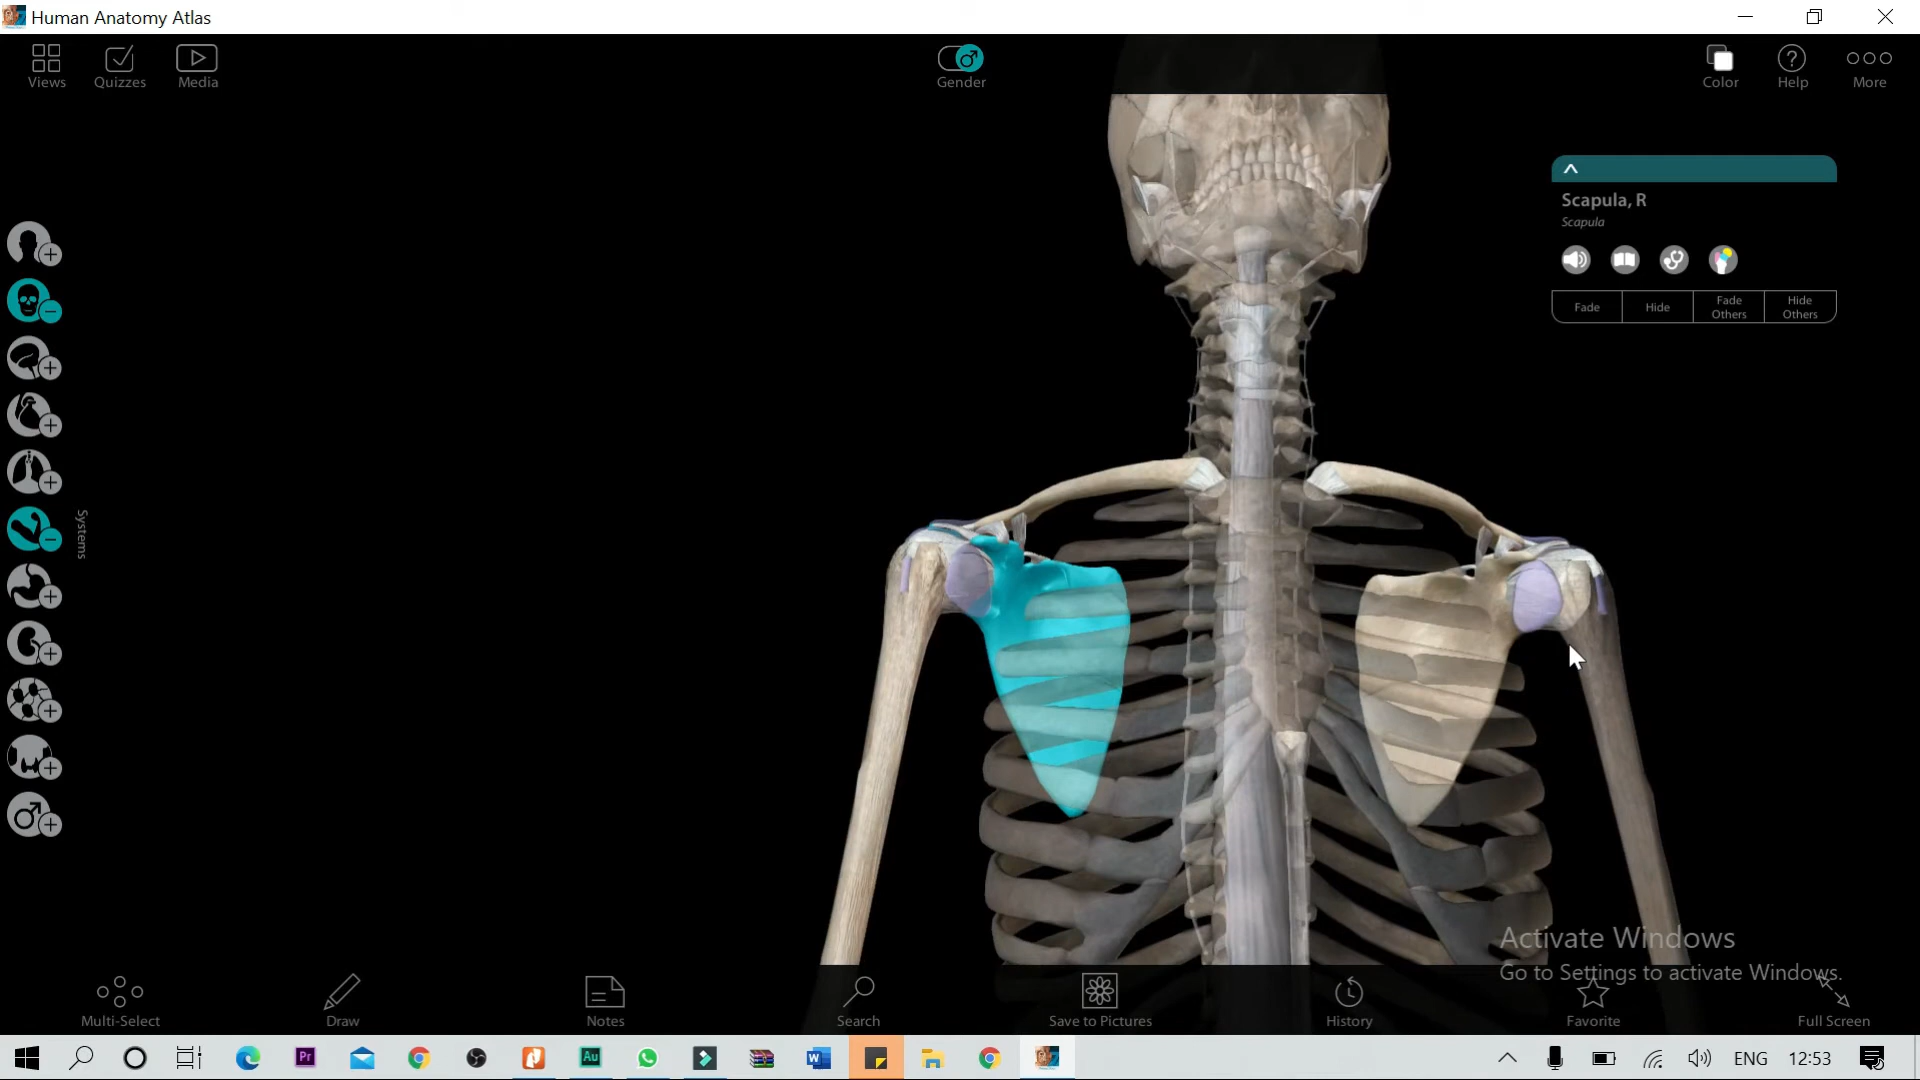 Human Anatomy Atlas
Views
Quizzes
Media
Gender
Color
Help
More
Scapula, R
Scapula
Fade
Hide
Fade
Others
Hide
Others
Systems
Activate Windows
Go to Settings to activate Windows.
Multi-Select
Draw
Notes
Search
Save to Pictures
History
Favorite
Full Screen
Pr
Au
W
ENG
12:53